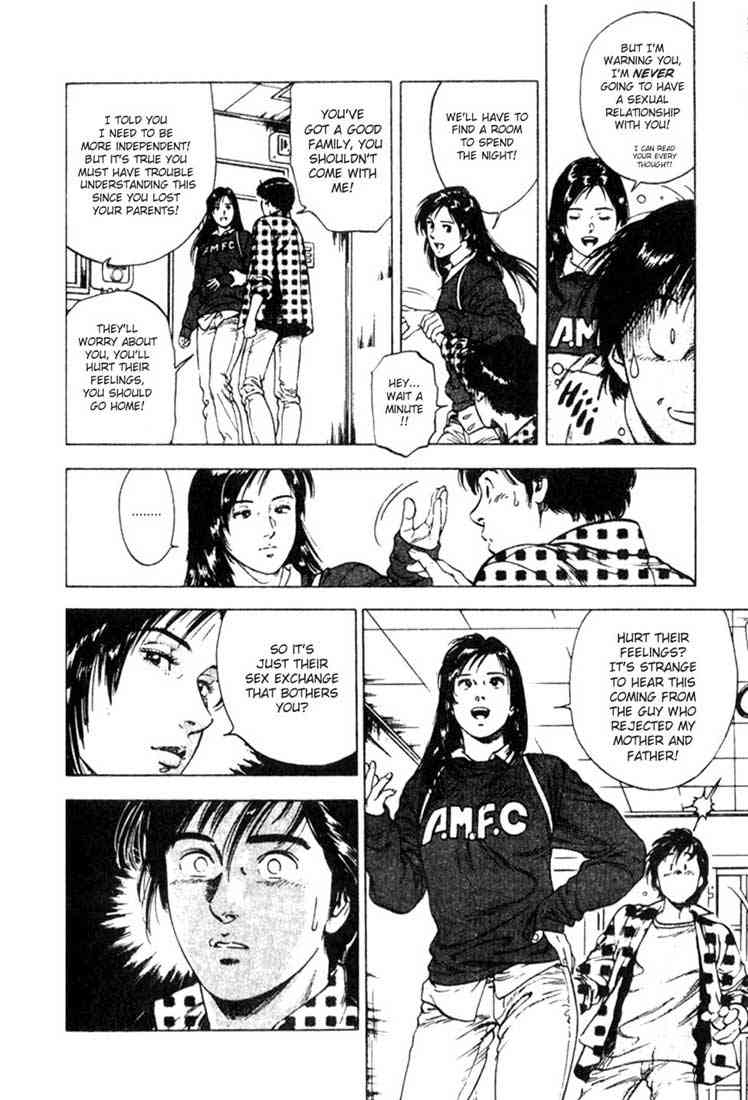 BUT I'M
WARNING YOU,
I'M NEVER
GOING TO HAVE
A SEXUAL
RELATIONSHIP
WITH YOU!
I CAN READ
YOUR EVERY
THOUGHT!
A.M
WE'LL HAVE TO
FIND A ROOM
TO SPEND
THE NIGHT!
HEY...
WAIT A
MINUTE
!!
YOU'VE
GOT A GOOD
FAMILY, YOU
SHOULDN'T
COME WITH
ME!
I TOLD YOU
I NEED TO BE
MORE INDEPENDENT!
BUT IT'S TRUE YOU
MUST HAVE TROUBLE
UNDERSTANDING THIS
SINCE YOU LOST
YOUR PARENTS!
A.M.F.C
THEY'LL
WORRY ABOUT
YOU, YOU'LL
HURT THEIR
FEELINGS,
YOU SHOULD
GO HOME!
........
HURT THEIR
FEELINGS?
IT'S STRANGE
TO HEAR THIS
COMING FROM
THE GUY WHO
REJECTED MY
MOTHER AND
FATHER!
A.M.F.C
SO IT'S
JUST THEIR
SEX EXCHANGE
THAT BOTHERS
YOU?